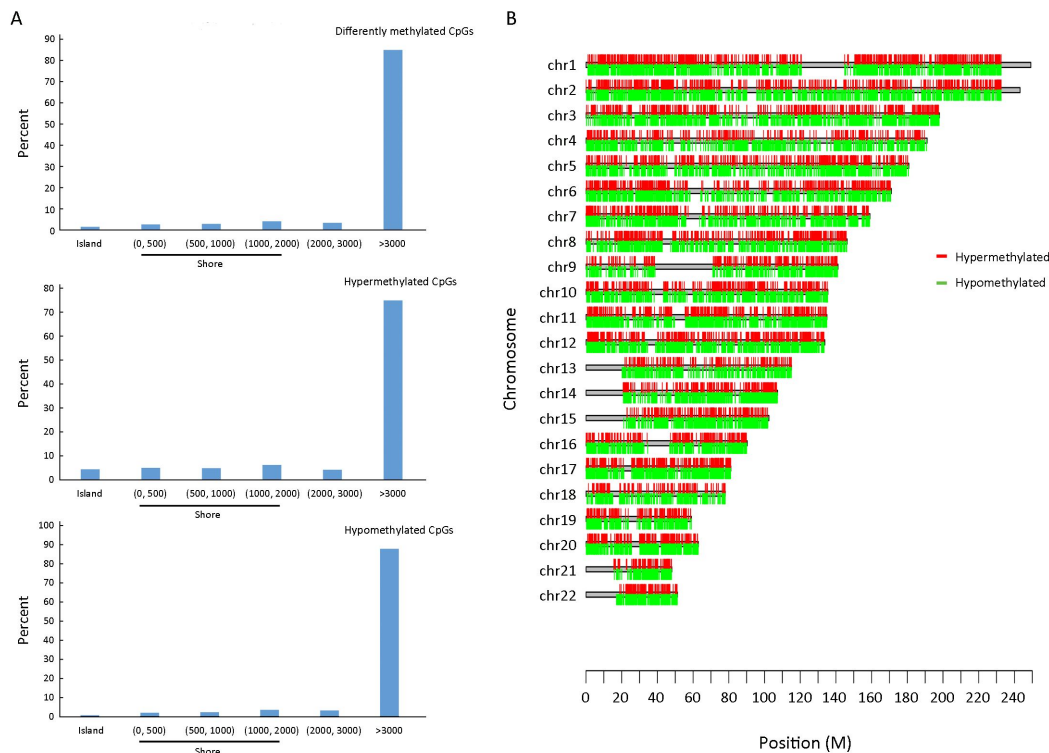 A
Differently methylated CpGs
90
80
70
60
50
40
30
20
10
0
Percent
Island (0, 500) (500, 1000) (1000, 2000) (2000, 3000) >3000
Shore
Hypermethylated CpGs
80
70
60
50
40
30
20
10
0
Percent
Island (0, 500) (500, 1000) (1000, 2000) (2000, 3000) >3000
Shore
Hypomethylated CpGs
100
90
80
70
60
50
40
30
20
10
0
Percent
Island (0, 500) (500, 1000) (1000, 2000) (2000, 3000) >3000
Shore
B
chr1
chr2
chr3
chr4
chr5
chr6
chr7
chr8
chr9
chr10
chr11
chr12
chr13
chr14
chr15
chr16
chr17
chr18
chr19
chr20
chr21
chr22
Chromosome
Hypermethylated
Hypomethylated
0 20 40 60 80 100 120 140 160 180 200 220 240
Position (M)